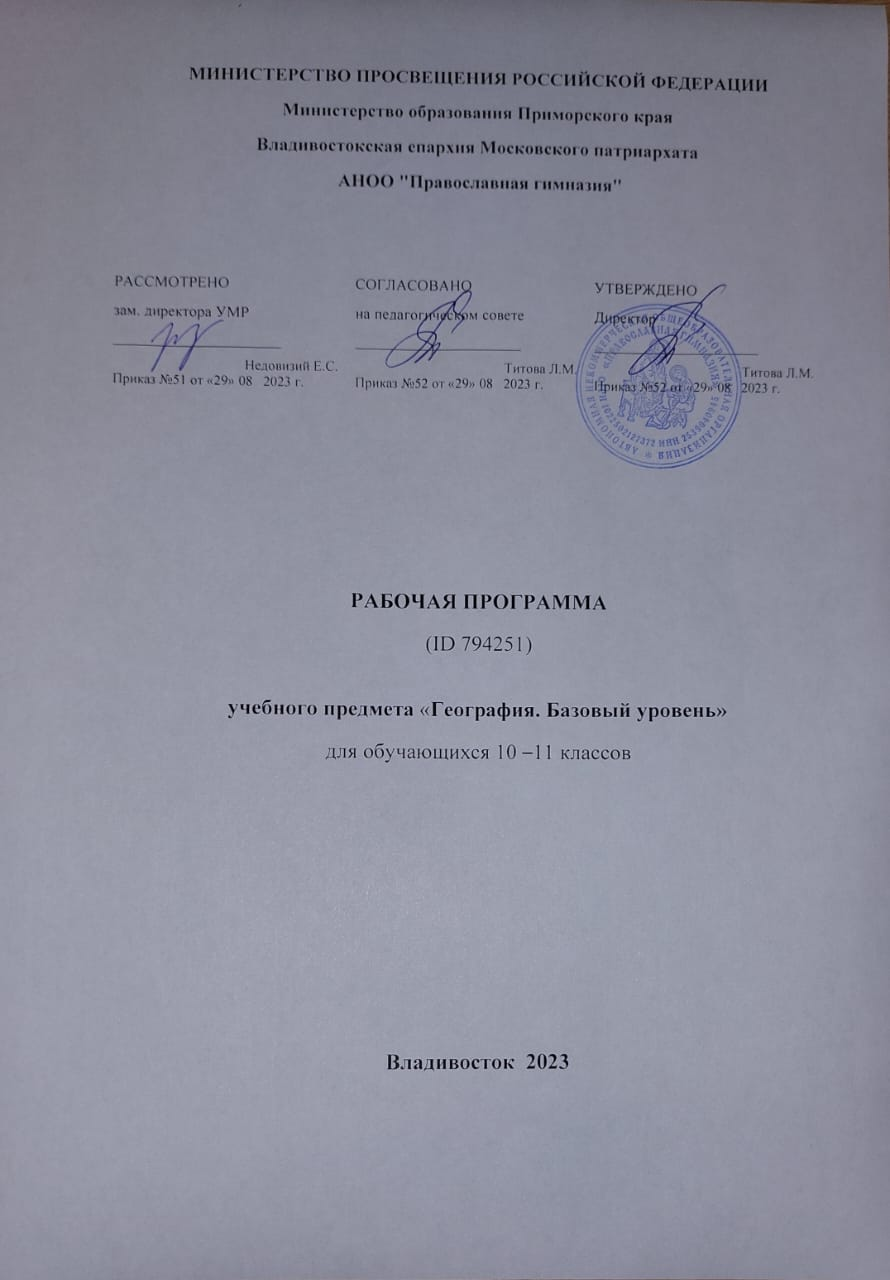 МИНИСТЕРСТВО ПРОСВЕЩЕНИЯ РОССИЙСКОЙ ФЕДЕРАЦИИ
Министерство образования Приморского края
Владивостокская епархия Московского патриархата
АНОО "Православная гимназия"
РАССМОТРЕНО
зам. директора УМР
Недовизий Е.С.
Приказ №51 от «29» 08 2023 г.
СОГЛАСОВАНО
на педагогическом совете
Титова Л.М.
Приказ №52 от «29» 08 2023 г.
УТВЕРЖДЕНО
Директор
Титова Л.М.
Приказ №52 от «29» 08 2023 г.
РАБОЧАЯ ПРОГРАММА
(ID 794251)
учебного предмета «География. Базовый уровень»
для обучающихся 10 –11 классов
Владивосток 2023